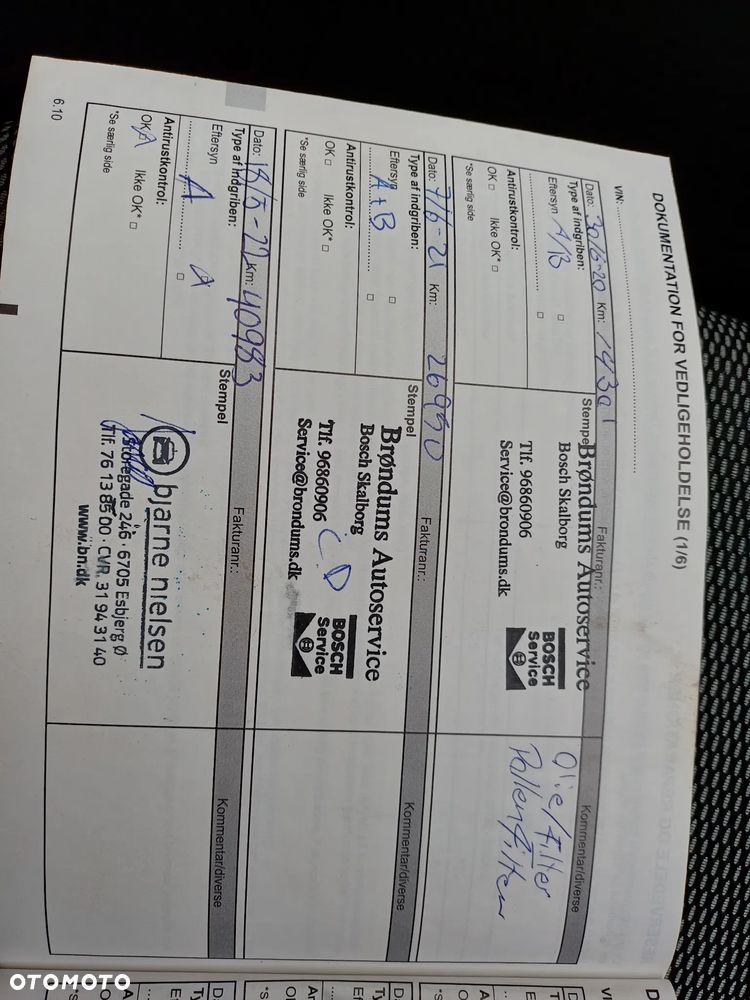 DOKUMENTATION FOR VEDLIGEHOLDELSE (1/6)
VIN:
Dato: 30/6-20 Km: Fakturanr.: Kommentar/diverse
Type af indgriben: Stempel
Eftersyn A/B
Antirustkontrol:
OK Ikke OK*
*Se særlig side
Brøndums Autoservice
Bosch Skalborg
Tlf. 96860906
Service@brondums.dk
BOSCH
Service
Olie/filter
Pollenfilter
Dato: 7/6-21 Km: 26950 Fakturanr.: Kommentar/diverse
Type af indgriben: Stempel
Eftersyn
A+B
Antirustkontrol:
OK Ikke OK*
*Se særlig side
Brøndums Autoservice
Bosch Skalborg
Tlf. 96860906
Service@brondums.dk
BOSCH
Service
Dato: 18/5-22 Km: 40983 Fakturanr.: Kommentar/diverse
Type af indgriben: Stempel
Eftersyn
A
Antirustkontrol:
OK Ikke OK*
*Se særlig side
bjarne nielsen
Storegade 246 · 6705 Esbjerg Ø
Tlf. 76 13 85 00 · CVR. 31 94 31 40
www.bn.dk
6.10
OTOMOTO